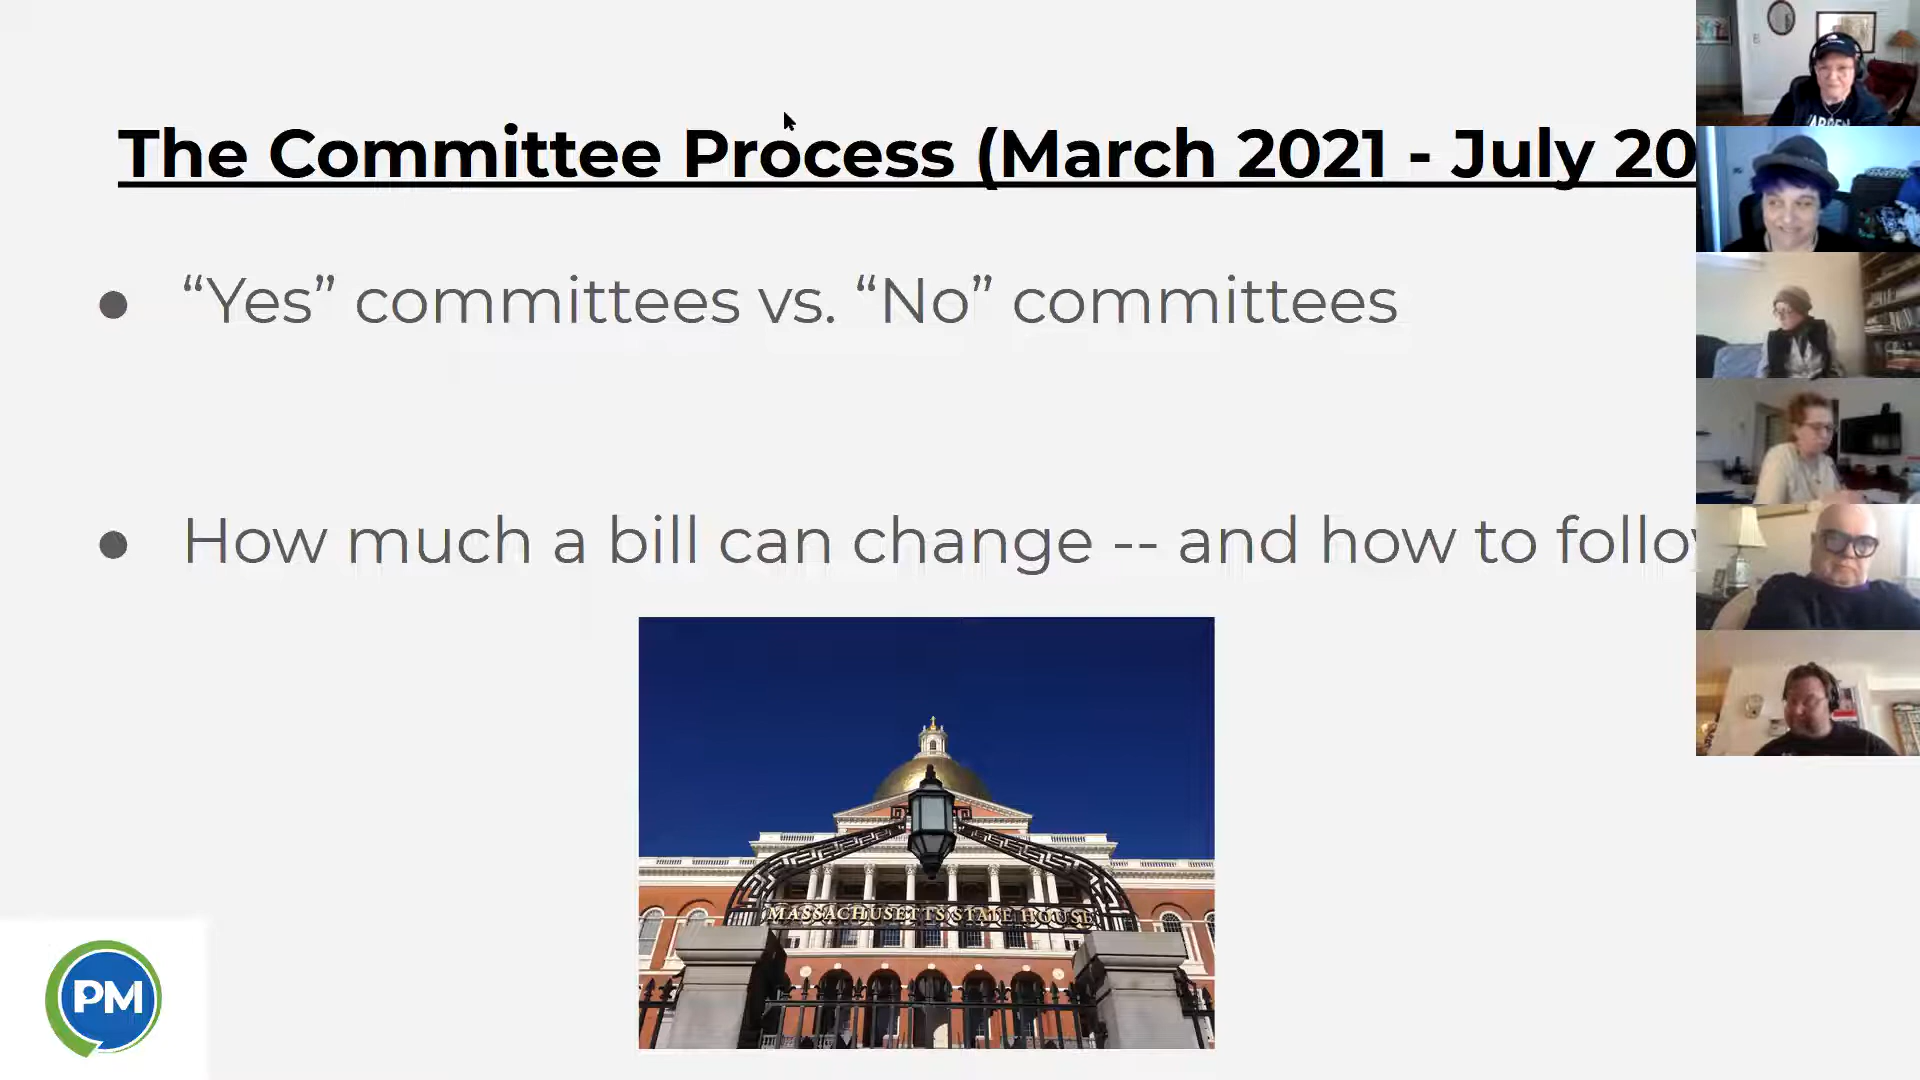 The Committee Process (March 2021 - July 20
● “Yes” committees vs. “No” committees
● How much a bill can change -- and how to follow
MASSACHUSETTS STATE HOUSE
PM